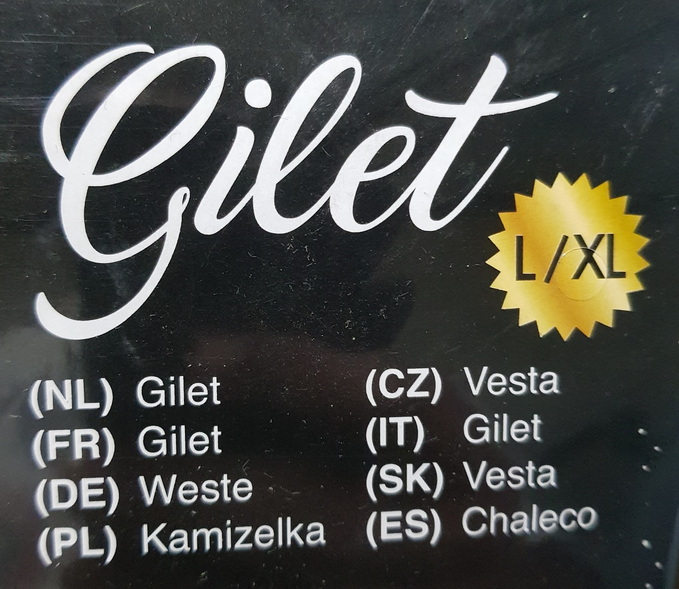 Gilet
L/XL
(NL) Gilet
(FR) Gilet
(DE) Weste
(PL) Kamizelka
(CZ) Vesta
(IT) Gilet
(SK) Vesta
(ES) Chaleco